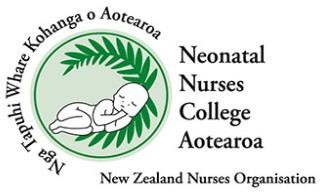 Nga Tapuhi Whare Kohanga o Aotearoa
Neonatal
Nurses
College
Aotearoa
New Zealand Nurses Organisation